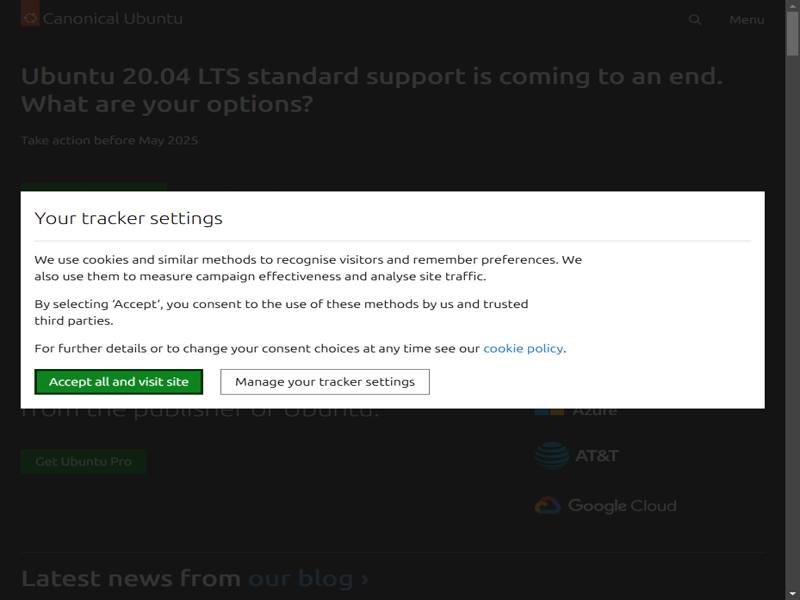 Canonical Ubuntu
Menu
Ubuntu 20.04 LTS standard support is coming to an end.
What are your options?
Take action before May 2025
Your tracker settings
We use cookies and similar methods to recognise visitors and remember preferences. We
also use them to measure campaign effectiveness and analyse site traffic.
By selecting ‘Accept’, you consent to the use of these methods by us and trusted
third parties.
For further details or to change your consent choices at any time see our cookie policy.
Accept all and visit site
Manage your tracker settings
from the publisher of Ubuntu.
Azure
Get Ubuntu Pro
AT&T
Google Cloud
Latest news from our blog ›